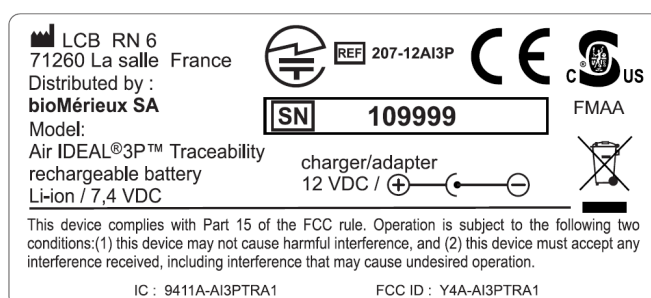 LCB RN 6
71260 La salle France
Distributed by :
bioMérieux SA
Model:
Air IDEAL®3P™ Traceability
rechargeable battery
Li-ion / 7,4 VDC
REF 207-12AI3P
CE
C ® S US
FMAA
SN 109999
charger/adapter
12 VDC /
This device complies with Part 15 of the FCC rule. Operation is subject to the following two
conditions:(1) this device may not cause harmful interference, and (2) this device must accept any
interference received, including interference that may cause undesired operation.
IC : 9411A-AI3PTRA1 FCC ID : Y4A-AI3PTRA1